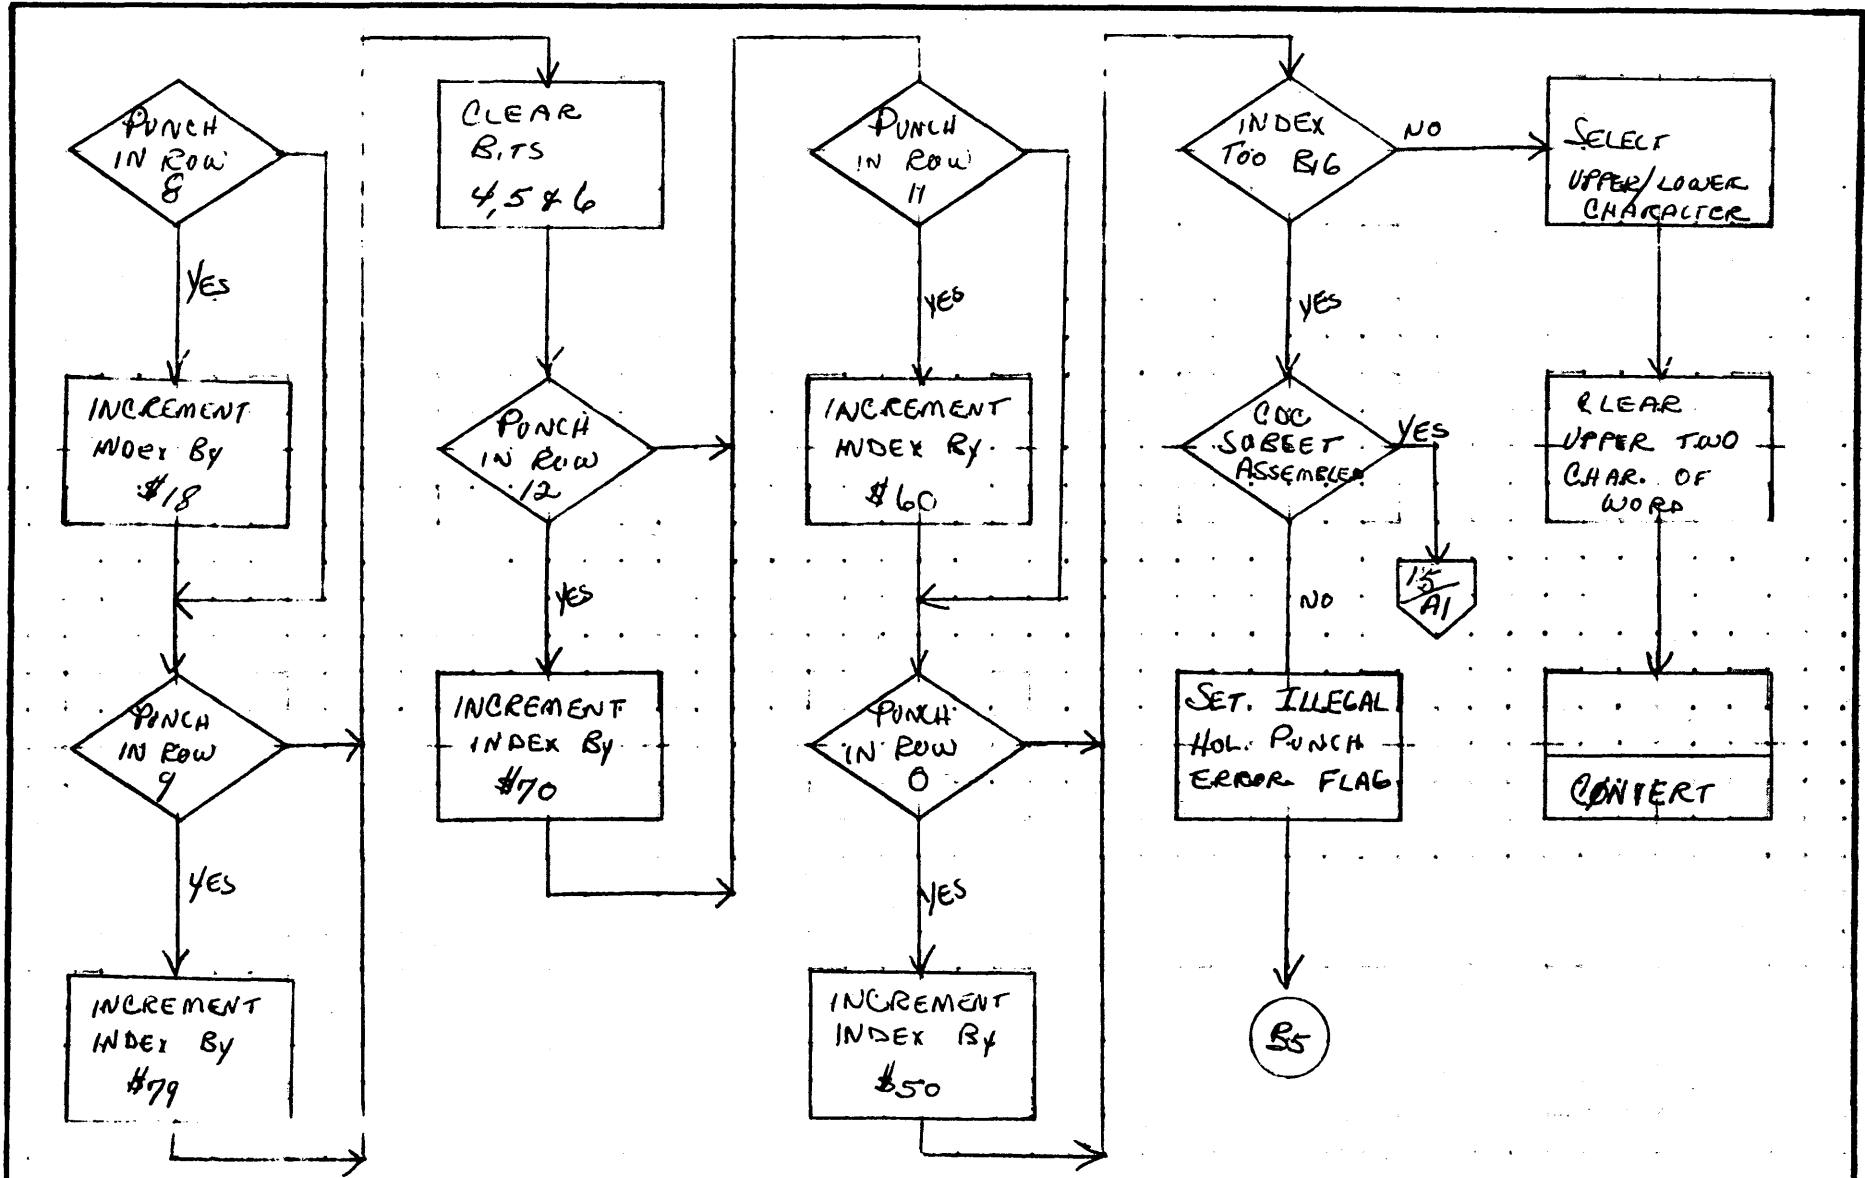 PUNCH
IN ROW
8
YES
INCREMENT
INDEX BY
$18
PUNCH
IN ROW
9
YES
INCREMENT
INDEX BY
$79
CLEAR
BITS
4, 5 & 6
PUNCH
IN ROW
12
YES
INCREMENT
INDEX BY
$70
PUNCH
IN ROW
11
YES
INCREMENT
INDEX BY
$60
PUNCH
IN ROW
0
YES
INCREMENT
INDEX BY
$50
INDEX
TOO BIG
NO
YES
CDC
SUBSET
ASSEMBLED
YES
15/
A1
NO
SET. ILLEGAL
HOL. PUNCH
ERROR FLAG
B5
SELECT
UPPER/LOWER
CHARACTER
CLEAR
UPPER TWO
CHAR. OF
WORD
CONVERT